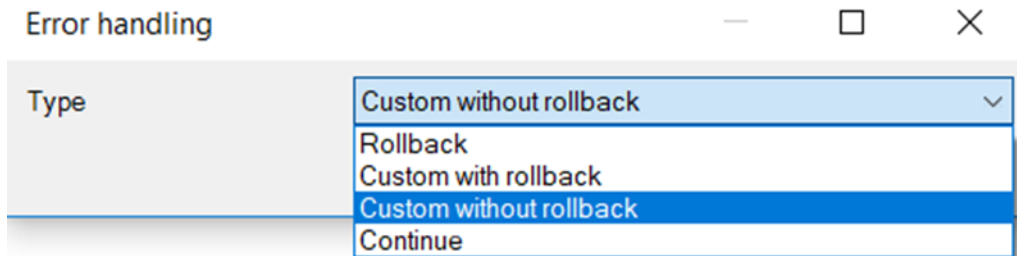 Error handling
Type
Custom without rollback
Rollback
Custom with rollback
Custom without rollback
Continue